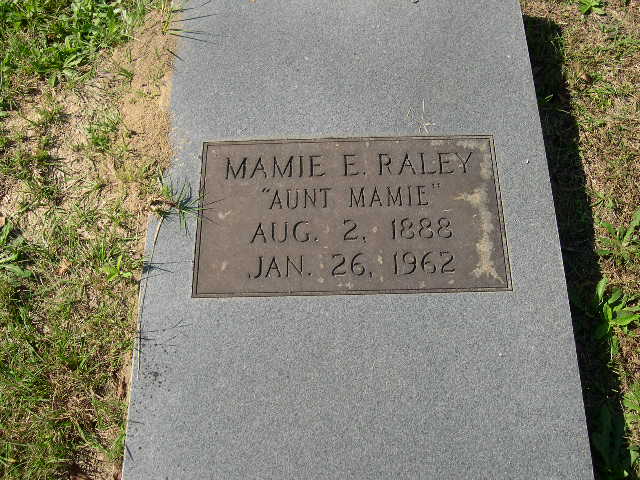 MAMIE E. RALEY
"AUNT MAMIE"
AUG. 2, 1888
JAN. 26, 1962